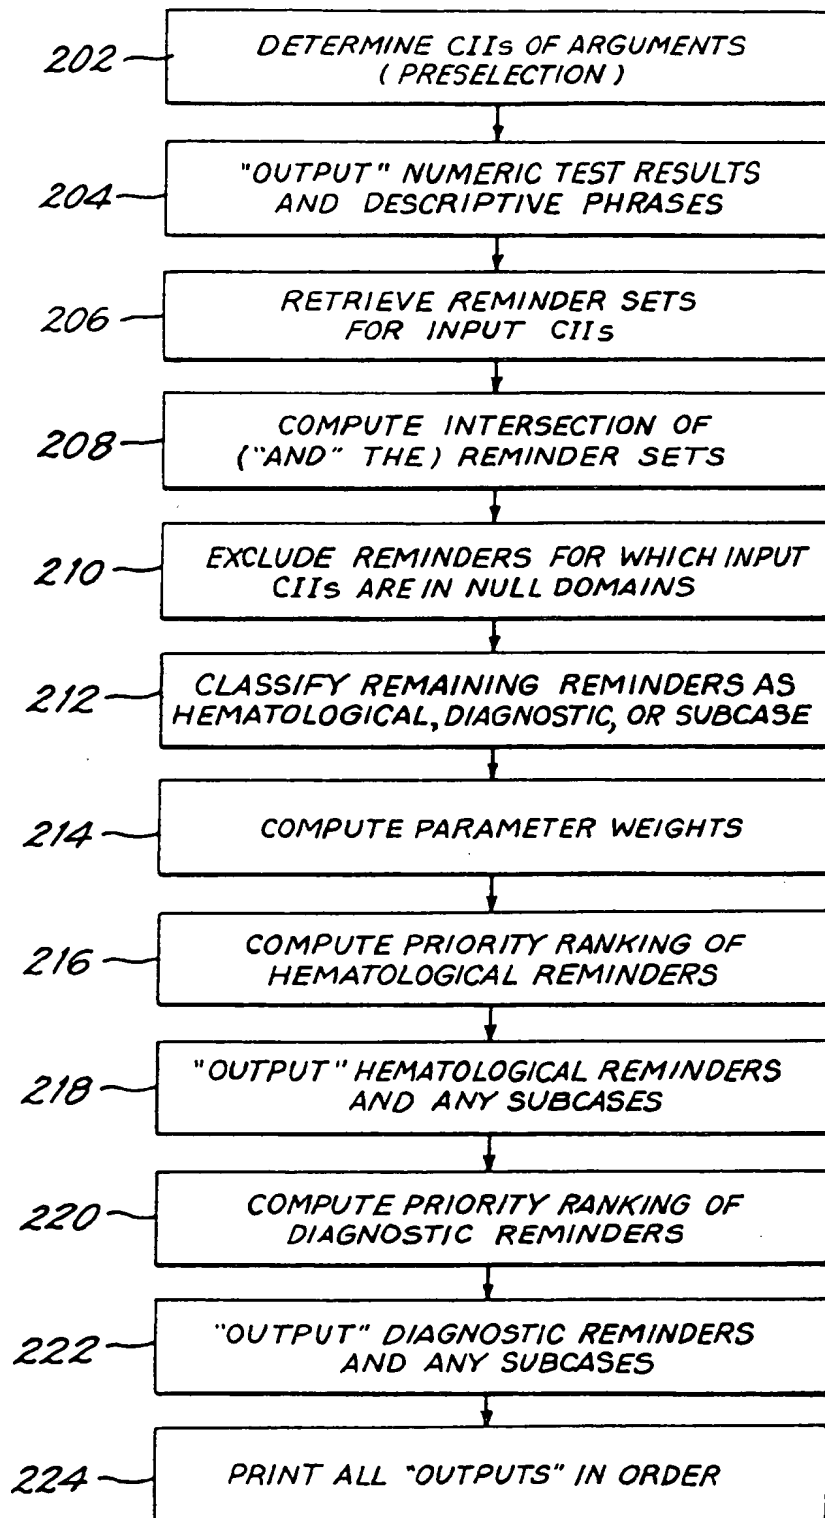 202
DETERMINE CIIs OF ARGUMENTS
(PRESELECTION)
204
"OUTPUT" NUMERIC TEST RESULTS
AND DESCRIPTIVE PHRASES
206
RETRIEVE REMINDER SETS
FOR INPUT CIIs
208
COMPUTE INTERSECTION OF
("AND" THE) REMINDER SETS
210
EXCLUDE REMINDERS FOR WHICH INPUT
CIIs ARE IN NULL DOMAINS
212
CLASSIFY REMAINING REMINDERS AS
HEMATOLOGICAL, DIAGNOSTIC, OR SUBCASE
214
COMPUTE PARAMETER WEIGHTS
216
COMPUTE PRIORITY RANKING OF
HEMATOLOGICAL REMINDERS
218
"OUTPUT" HEMATOLOGICAL REMINDERS
AND ANY SUBCASES
220
COMPUTE PRIORITY RANKING OF
DIAGNOSTIC REMINDERS
222
"OUTPUT" DIAGNOSTIC REMINDERS
AND ANY SUBCASES
224
PRINT ALL "OUTPUTS" IN ORDER